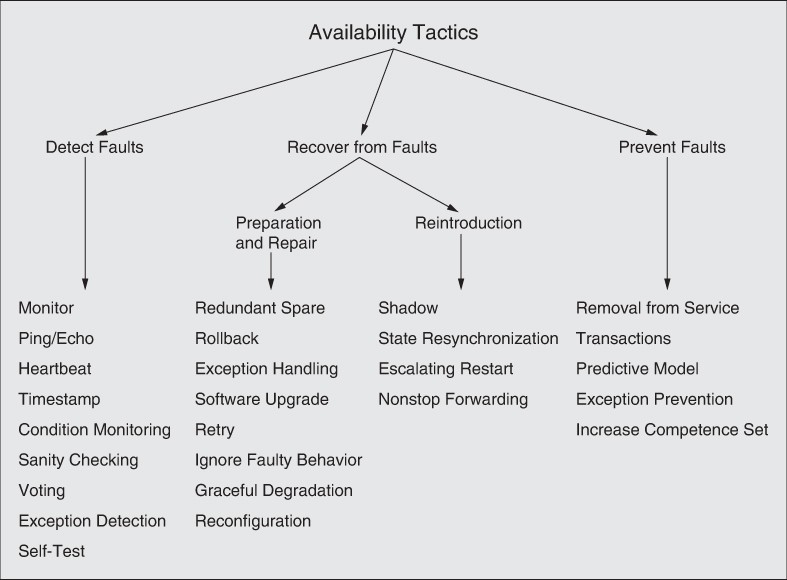 Availability Tactics
Detect Faults
Recover from Faults
Prevent Faults
Preparation
and Repair
Reintroduction
Monitor
Ping/Echo
Heartbeat
Timestamp
Condition Monitoring
Sanity Checking
Voting
Exception Detection
Self-Test
Redundant Spare
Rollback
Exception Handling
Software Upgrade
Retry
Ignore Faulty Behavior
Graceful Degradation
Reconfiguration
Shadow
State Resynchronization
Escalating Restart
Nonstop Forwarding
Removal from Service
Transactions
Predictive Model
Exception Prevention
Increase Competence Set